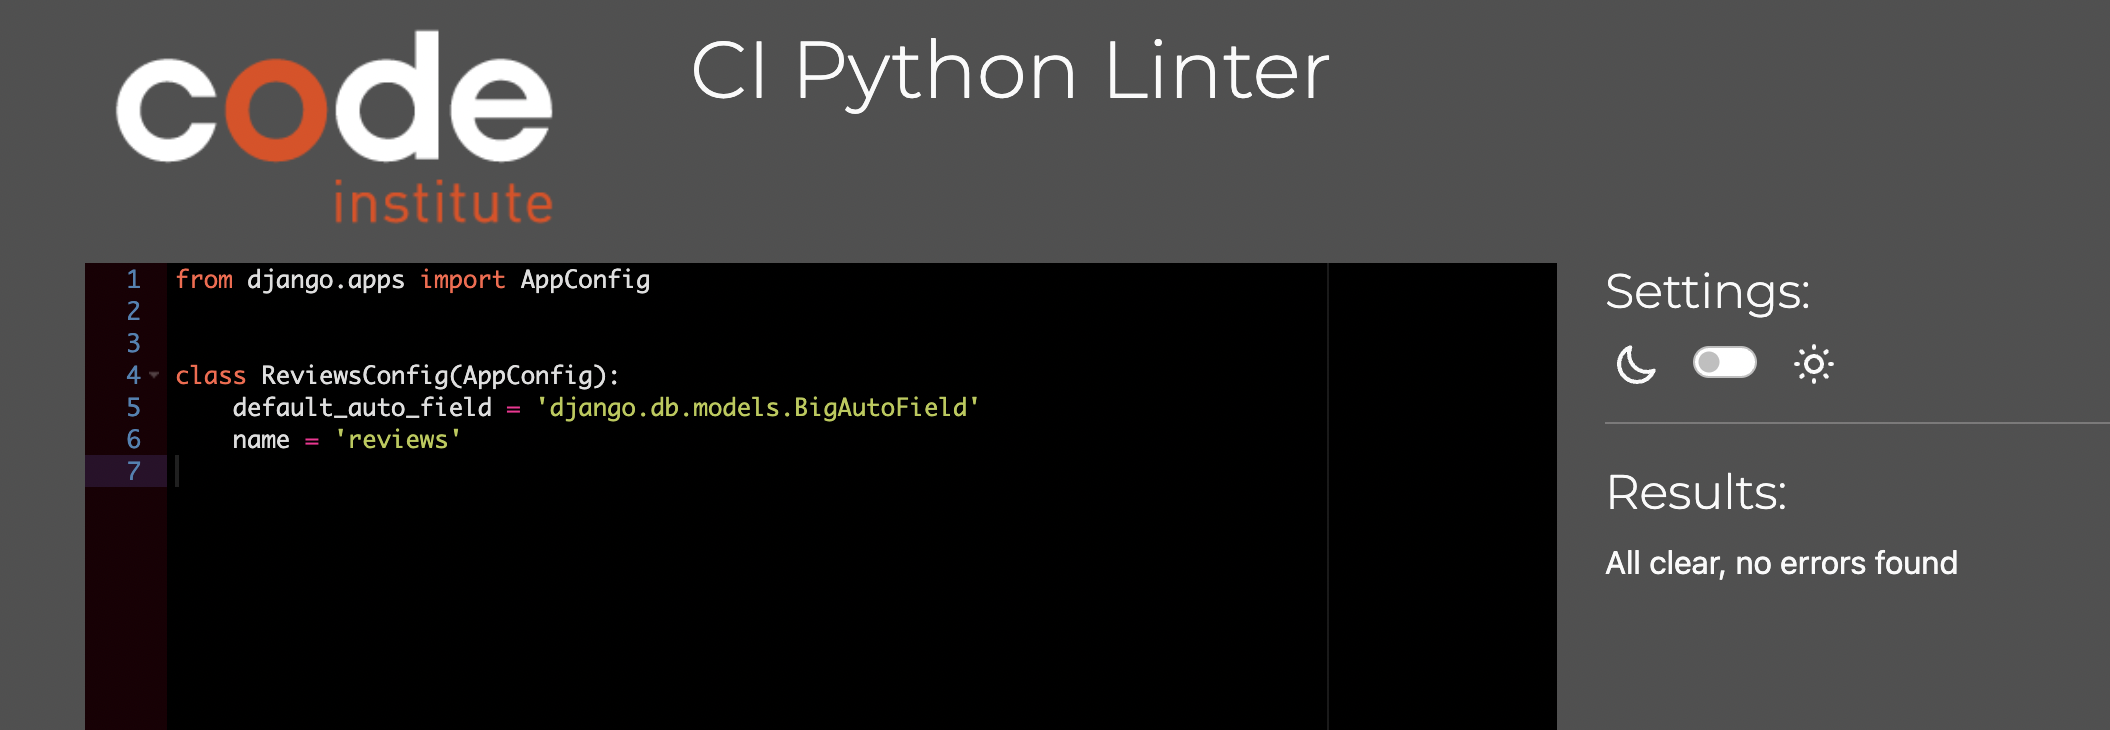 code
institute
CI Python Linter
1 from django.apps import AppConfig
2
3
4 class ReviewsConfig(AppConfig):
5     default_auto_field = 'django.db.models.BigAutoField'
6     name = 'reviews'
7
Settings:
Results:
All clear, no errors found